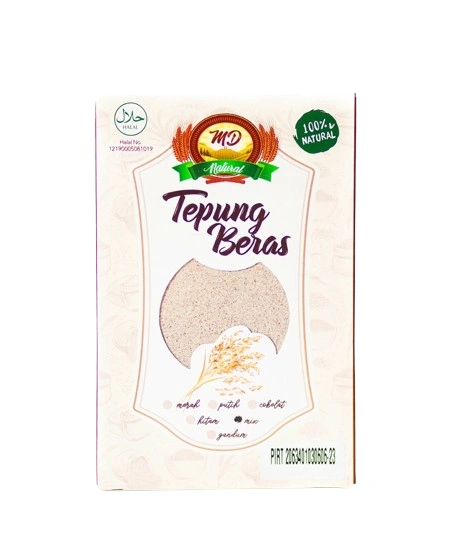 حلال
HALAL
Halal No.
12190005081019
MD
Natural
100%
NATURAL
Tepung
Beras
merah putih cokelat
hitam mix
gandum
PIRT 2063401030606-23